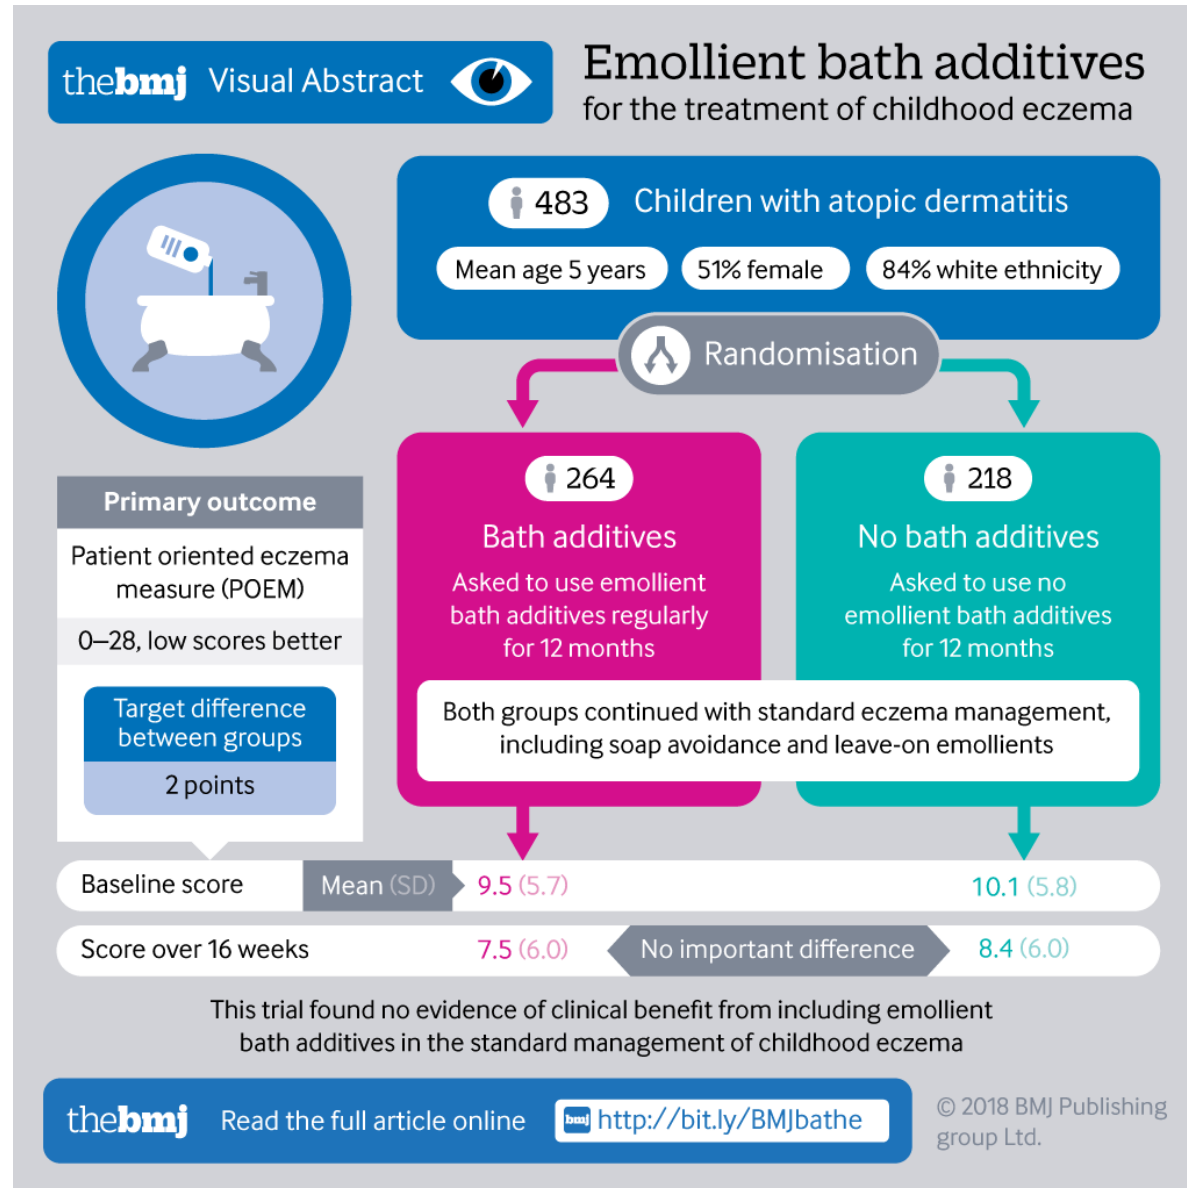 thebmj Visual Abstract
Emollient bath additives
for the treatment of childhood eczema
483 Children with atopic dermatitis
Mean age 5 years 51% female 84% white ethnicity
Randomisation
Primary outcome
Patient oriented eczema
measure (POEM)
0–28, low scores better
Target difference
between groups
2 points
264
Bath additives
Asked to use emollient
bath additives regularly
for 12 months
218
No bath additives
Asked to use no
emollient bath additives
for 12 months
Both groups continued with standard eczema management,
including soap avoidance and leave-on emollients
Baseline score Mean (SD) 9.5 (5.7) 10.1 (5.8)
Score over 16 weeks 7.5 (6.0) No important difference 8.4 (6.0)
This trial found no evidence of clinical benefit from including emollient
bath additives in the standard management of childhood eczema
thebmj Read the full article online bmj http://bit.ly/BMJbathe
© 2018 BMJ Publishing
group Ltd.